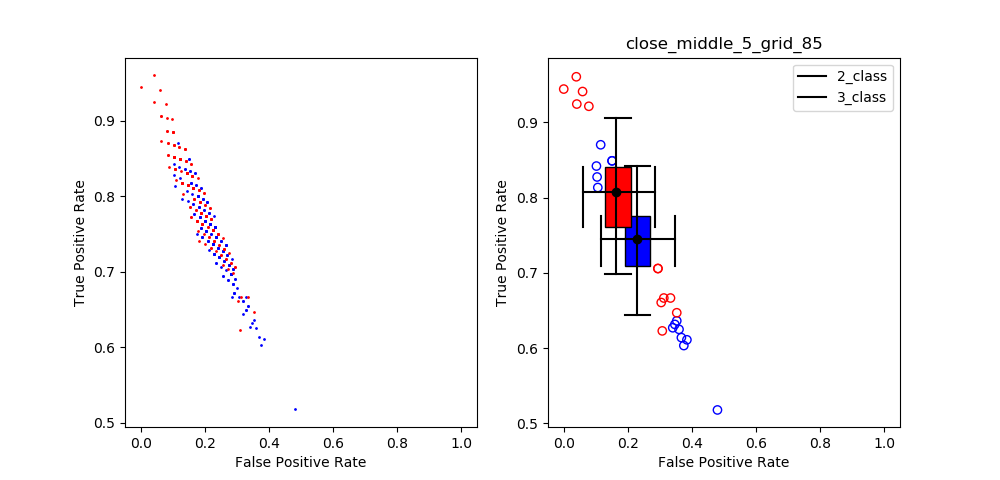 close_middle_5_grid_85
2_class
3_class
0.9
0.8
0.7
0.6
0.5
True Positive Rate
0.0 0.2 0.4 0.6 0.8 1.0
False Positive Rate
0.9
0.8
0.7
0.6
0.5
True Positive Rate
0.0 0.2 0.4 0.6 0.8 1.0
False Positive Rate